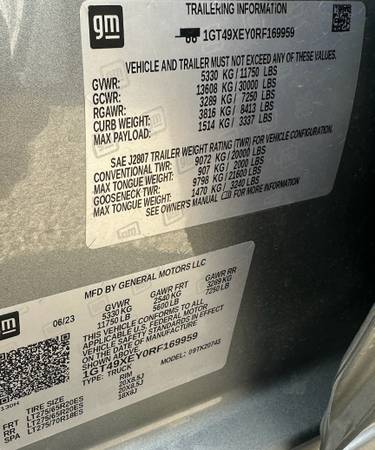 gm
TRAILERING INFORMATION
1GT49XEY0RF169959
VEHICLE AND TRAILER MUST NOT EXCEED ANY OF THESE VALUES
GVWR: 5330 KG / 11750 LBS
GCWR: 13608 KG / 30000 LBS
RGAWR: 3289 KG / 7250 LBS
CURB WEIGHT: 3816 KG / 8413 LBS
MAX PAYLOAD: 1514 KG / 3337 LBS
SAE J2807 TRAILER WEIGHT RATING (TWR) FOR VEHICLE CONFIGURATION.
CONVENTIONAL TWR: 9072 KG / 20000 LBS
MAX TONGUE WEIGHT: 907 KG / 2000 LBS
GOOSENECK TWR: 9798 KG / 21600 LBS
MAX TONGUE WEIGHT: 1470 KG / 3240 LBS
SEE OWNER'S MANUAL FOR MORE INFORMATION
gm
06/23
MFD BY GENERAL MOTORS LLC
GVWR GAWR FRT GAWR RR
5330 KG 2540 KG 3289 KG
11750 LB 5600 LB 7250 LB
THIS VEHICLE CONFORMS TO ALL
APPLICABLE U.S. FEDERAL MOTOR
VEHICLE SAFETY STANDARDS IN EFFECT
ON THE DATE OF MANUFACTURE
SHOWN ABOVE.
1GT49XEY0RF169959
TYPE: TRUCK MODEL: 09TK20743
TIRE SIZE RIM
FRT LT275/65R20ES 20X8.5J
RR LT275/65R20ES 20X8.5J
SPA LT275/70R18ES 18X8J